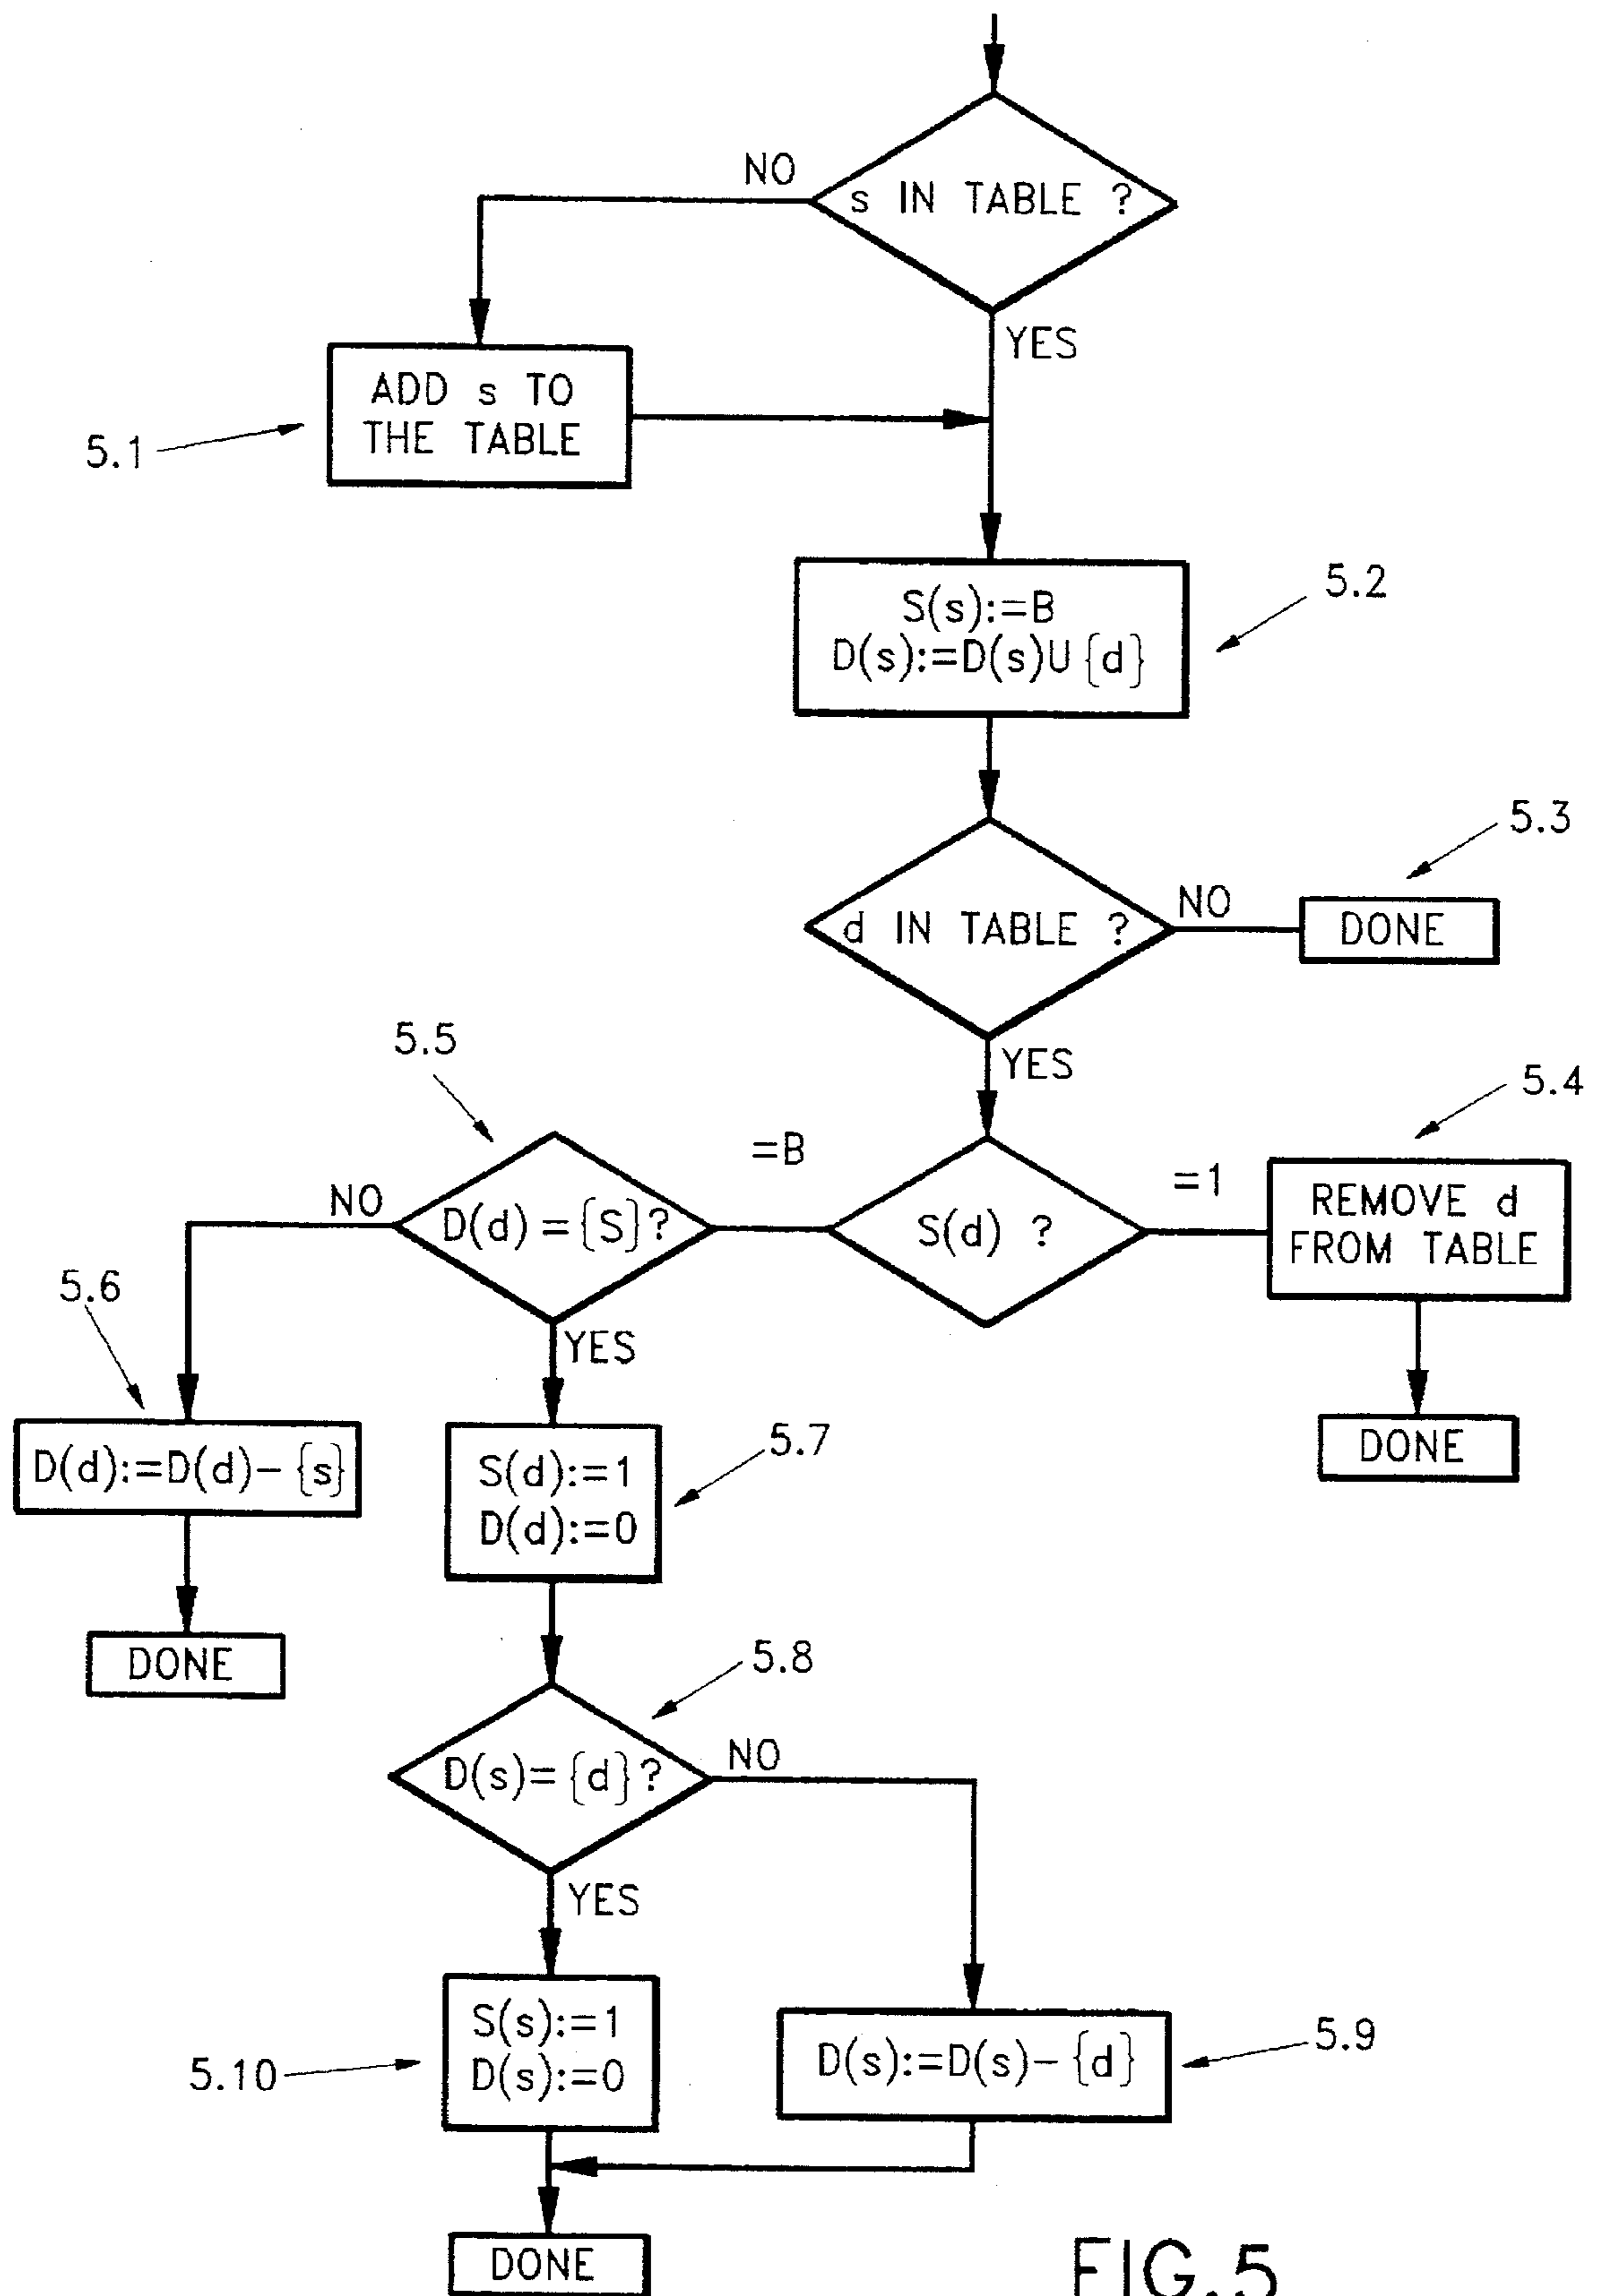 NO
s IN TABLE ?
YES
ADD s TO
THE TABLE
5.1
5.2
S(s):=B
D(s):=D(s)U{d}
5.3
d IN TABLE ?
NO
DONE
YES
5.5
5.4
=B
=1
NO
D(d)={S}?
S(d) ?
REMOVE d
FROM TABLE
5.6
YES
DONE
D(d):=D(d)-{s}
5.7
S(d):=1
D(d):=0
DONE
5.8
D(s)={d}?
NO
YES
S(s):=1
D(s):=0
5.10
D(s):=D(s)-{d}
5.9
DONE
FIG.5